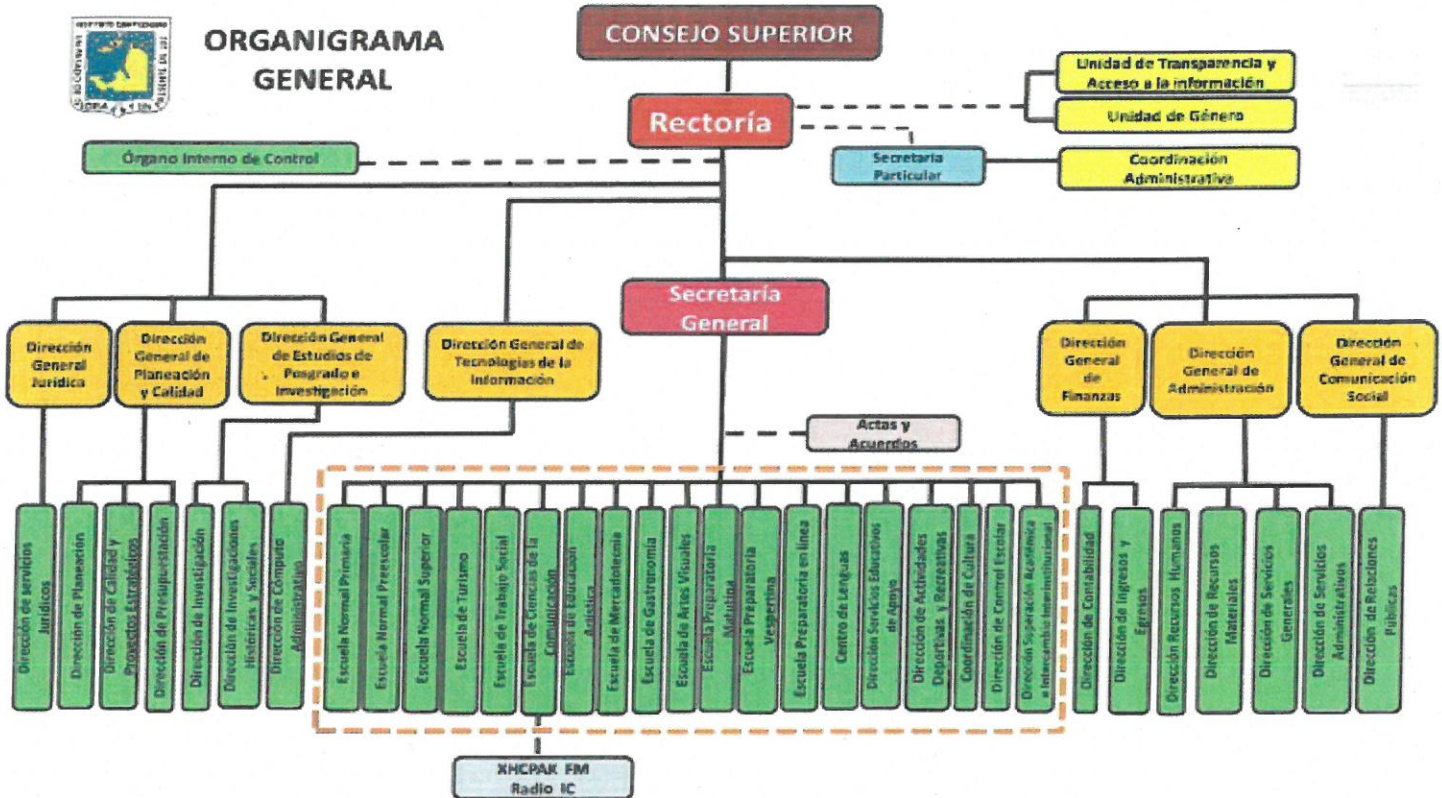 ORGANIGRAMA
GENERAL
CONSEJO SUPERIOR
Rectoría
Unidad de Transparencia y
Acceso a la información
Unidad de Género
Órgano Interno de Control
Secretaría
Particular
Coordinación
Administrativa
Secretaría
General
Dirección
General
Jurídica
Dirección
General de
Planeación
y Calidad
Dirección General
de Estudios de
Posgrado e
Investigación
Dirección General de
Tecnologías de la
Información
Dirección
General
de
Finanzas
Dirección
General de
Administración
Dirección
General de
Comunicación
Social
Actas y
Acuerdos
Dirección de servicios
Jurídicos
Dirección de Planeación
Dirección de Calidad y
Proyectos Estratégicos
Dirección de Presupuestación
Dirección de Investigación
Dirección de Investigaciones
Históricas y Sociales
Dirección de Cómputo
Administrativo
Escuela Normal Primaria
Escuela Normal Preescolar
Escuela Normal Superior
Escuela de Turismo
Escuela de Trabajo Social
Escuela de Ciencias de la
Comunicación
Escuela de Educación
Artística
Escuela de Mercadotecnia
Escuela de Gastronomía
Escuela de Artes Visuales
Escuela Preparatoria
Matutina
Escuela Preparatoria
Vespertina
Escuela Preparatoria en línea
Centro de Lenguas
Dirección Servicios Educativos
de Apoyo
Dirección de Actividades
Deportivas y Recreativas
Coordinación de Cultura
Dirección de Control Escolar
Dirección Superación Académica
e Intercambio Interinstitucional
Dirección de Contabilidad
Dirección de Ingresos y
Egresos
Dirección Recursos Humanos
Dirección de Recursos
Materiales
Dirección de Servicios
Generales
Dirección de Servicios
Administrativos
Dirección de Relaciones
Públicas
XHCPAK FM
Radio IC